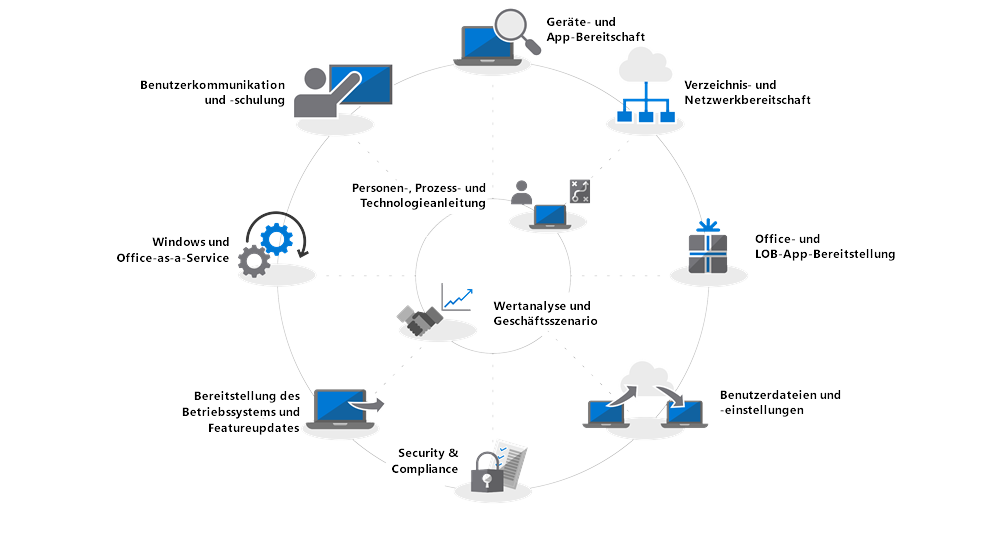 Geräte- und
App-Bereitschaft
Benutzerkommunikation
und -schulung
Verzeichnis- und
Netzwerkbereitschaft
Personen-, Prozess- und
Technologieanleitung
Windows und
Office-as-a-Service
Office- und
LOB-App-Bereitstellung
Wertanalyse und
Geschäftsszenario
Bereitstellung des
Betriebssystems und
Featureupdates
Benutzerdateien und
-einstellungen
Security &
Compliance